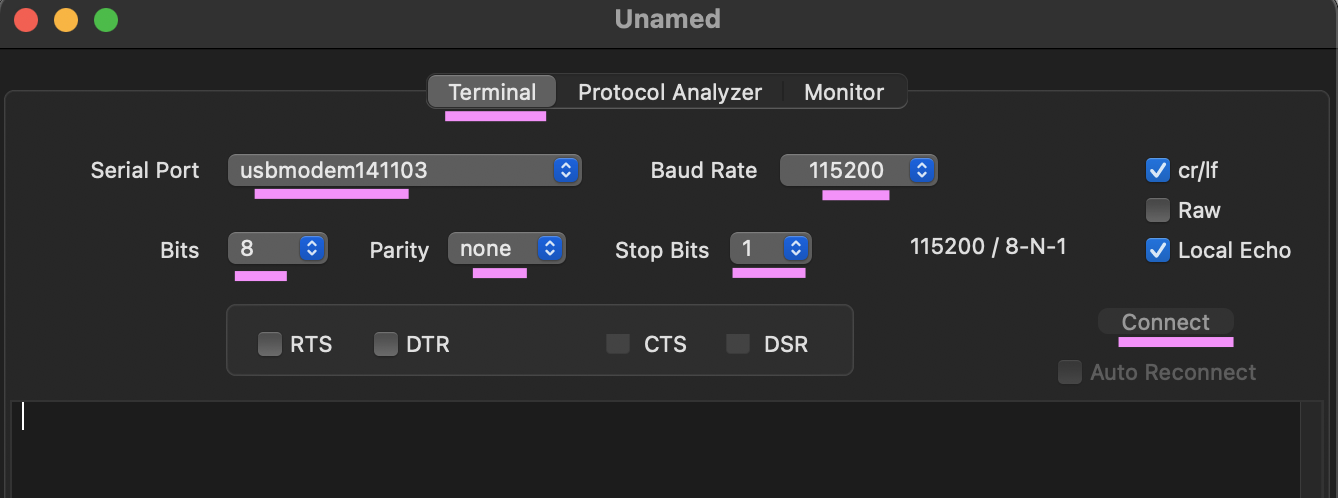 Unamed
Terminal Protocol Analyzer Monitor
Serial Port usbmodem141103 Baud Rate 115200 cr/lf
Raw
Bits 8 Parity none Stop Bits 1 115200 / 8-N-1 Local Echo
Connect
RTS DTR CTS DSR
Auto Reconnect